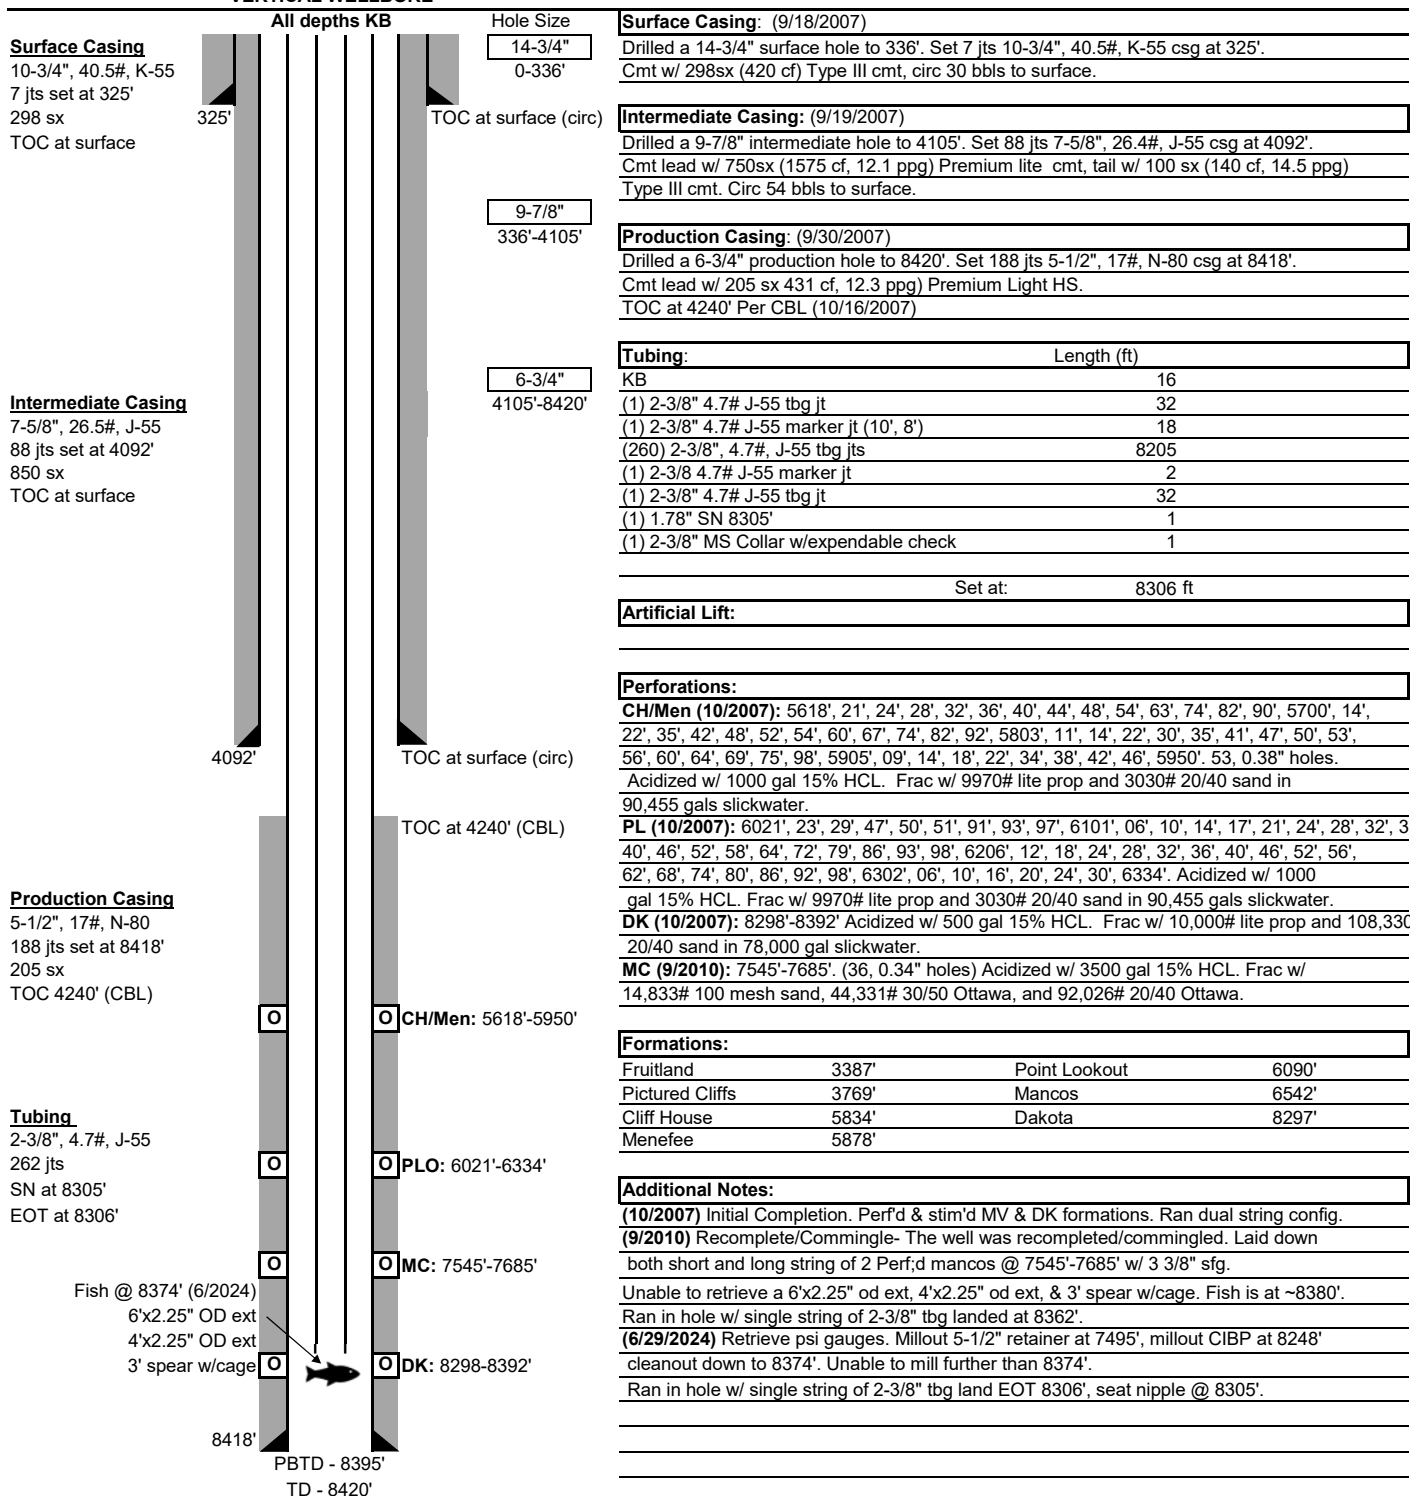 All depths KB
Hole Size
Surface Casing
10-3/4", 40.5#, K-55
7 jts set at 325'
298 sx
TOC at surface
325'
TOC at surface (circ)
14-3/4"
0-336'
9-7/8"
336'-4105'
6-3/4"
4105'-8420'
Intermediate Casing
7-5/8", 26.5#, J-55
88 jts set at 4092'
850 sx
TOC at surface
4092'
TOC at surface (circ)
TOC at 4240' (CBL)
Production Casing
5-1/2", 17#, N-80
188 jts set at 8418'
205 sx
TOC 4240' (CBL)
O O CH/Men: 5618'-5950'
Tubing
2-3/8", 4.7#, J-55
262 jts
SN at 8305'
EOT at 8306'
O O PLO: 6021'-6334'
O O MC: 7545'-7685'
Fish @ 8374' (6/2024)
6'x2.25" OD ext
4'x2.25" OD ext
3' spear w/cage
O O DK: 8298-8392'
8418'
PBTD - 8395'
TD - 8420'
Surface Casing: (9/18/2007)
Drilled a 14-3/4" surface hole to 336'. Set 7 jts 10-3/4", 40.5#, K-55 csg at 325'.
Cmt w/ 298sx (420 cf) Type III cmt, circ 30 bbls to surface.
Intermediate Casing: (9/19/2007)
Drilled a 9-7/8" intermediate hole to 4105'. Set 88 jts 7-5/8", 26.4#, J-55 csg at 4092'.
Cmt lead w/ 750sx (1575 cf, 12.1 ppg) Premium lite cmt, tail w/ 100 sx (140 cf, 14.5 ppg)
Type III cmt. Circ 54 bbls to surface.
Production Casing: (9/30/2007)
Drilled a 6-3/4" production hole to 8420'. Set 188 jts 5-1/2", 17#, N-80 csg at 8418'.
Cmt lead w/ 205 sx 431 cf, 12.3 ppg) Premium Light HS.
TOC at 4240' Per CBL (10/16/2007)
Tubing: Length (ft)
KB 16
(1) 2-3/8" 4.7# J-55 tbg jt 32
(1) 2-3/8" 4.7# J-55 marker jt (10', 8') 18
(260) 2-3/8", 4.7#, J-55 tbg jts 8205
(1) 2-3/8 4.7# J-55 marker jt 2
(1) 2-3/8" 4.7# J-55 tbg jt 32
(1) 1.78" SN 8305' 1
(1) 2-3/8" MS Collar w/expendable check 1
Set at: 8306 ft
Artificial Lift:
Perforations:
CH/Men (10/2007): 5618', 21', 24', 28', 32', 36', 40', 44', 48', 54', 63', 74', 82', 90', 5700', 14',
22', 35', 42', 48', 52', 54', 60', 67', 74', 82', 92', 5803', 11', 14', 22', 30', 35', 41', 47', 50', 53',
56', 60', 64', 69', 75', 98', 5905', 09', 14', 18', 22', 34', 38', 42', 46', 5950'. 53, 0.38" holes.
Acidized w/ 1000 gal 15% HCL. Frac w/ 9970# lite prop and 3030# 20/40 sand in
90,455 gals slickwater.
PL (10/2007): 6021', 23', 29', 47', 50', 51', 91', 93', 97', 6101', 06', 10', 14', 17', 21', 24', 28', 32', 3
40', 46', 52', 58', 64', 72', 79', 86', 93', 98', 6206', 12', 18', 24', 28', 32', 36', 40', 46', 52', 56',
62', 68', 74', 80', 86', 92', 98', 6302', 06', 10', 16', 20', 24', 30', 6334'. Acidized w/ 1000
gal 15% HCL. Frac w/ 9970# lite prop and 3030# 20/40 sand in 90,455 gals slickwater.
DK (10/2007): 8298'-8392' Acidized w/ 500 gal 15% HCL. Frac w/ 10,000# lite prop and 108,330
20/40 sand in 78,000 gal slickwater.
MC (9/2010): 7545'-7685'. (36, 0.34" holes) Acidized w/ 3500 gal 15% HCL. Frac w/
14,833# 100 mesh sand, 44,331# 30/50 Ottawa, and 92,026# 20/40 Ottawa.
Formations:
Fruitland 3387' Point Lookout 6090'
Pictured Cliffs 3769' Mancos 6542'
Cliff House 5834' Dakota 8297'
Menefee 5878'
Additional Notes:
(10/2007) Initial Completion. Perf'd & stim'd MV & DK formations. Ran dual string config.
(9/2010) Recomplete/Commingle- The well was recompleted/commingled. Laid down
both short and long string of 2 Perf;d mancos @ 7545'-7685' w/ 3 3/8" sfg.
Unable to retrieve a 6'x2.25" od ext, 4'x2.25" od ext, & 3' spear w/cage. Fish is at ~8380'.
Ran in hole w/ single string of 2-3/8" tbg landed at 8362'.
(6/29/2024) Retrieve psi gauges. Millout 5-1/2" retainer at 7495', millout CIBP at 8248'
cleanout down to 8374'. Unable to mill further than 8374'.
Ran in hole w/ single string of 2-3/8" tbg land EOT 8306', seat nipple @ 8305'.